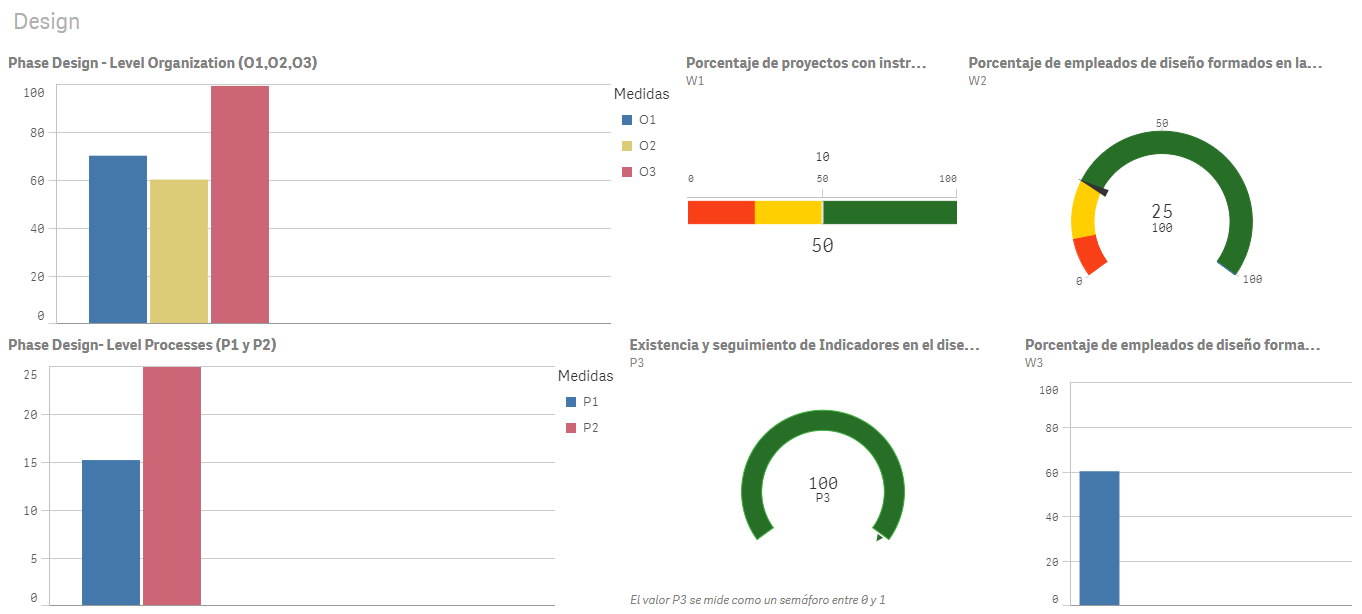 Design
Phase Design - Level Organization (O1,O2,O3)
100
80
60
40
20
0
Medidas
O1
O2
O3
Porcentaje de proyectos con instr...
W1
10
0
50
100
50
Porcentaje de empleados de diseño formados en la...
W2
50
25
100
0
100
Phase Design- Level Processes (P1 y P2)
25
20
15
10
5
0
Medidas
P1
P2
Existencia y seguimiento de Indicadores en el dise...
P3
100
P3
El valor P3 se mide como un semáforo entre 0 y 1
Porcentaje de empleados de diseño forma...
W3
100
80
60
40
20
0